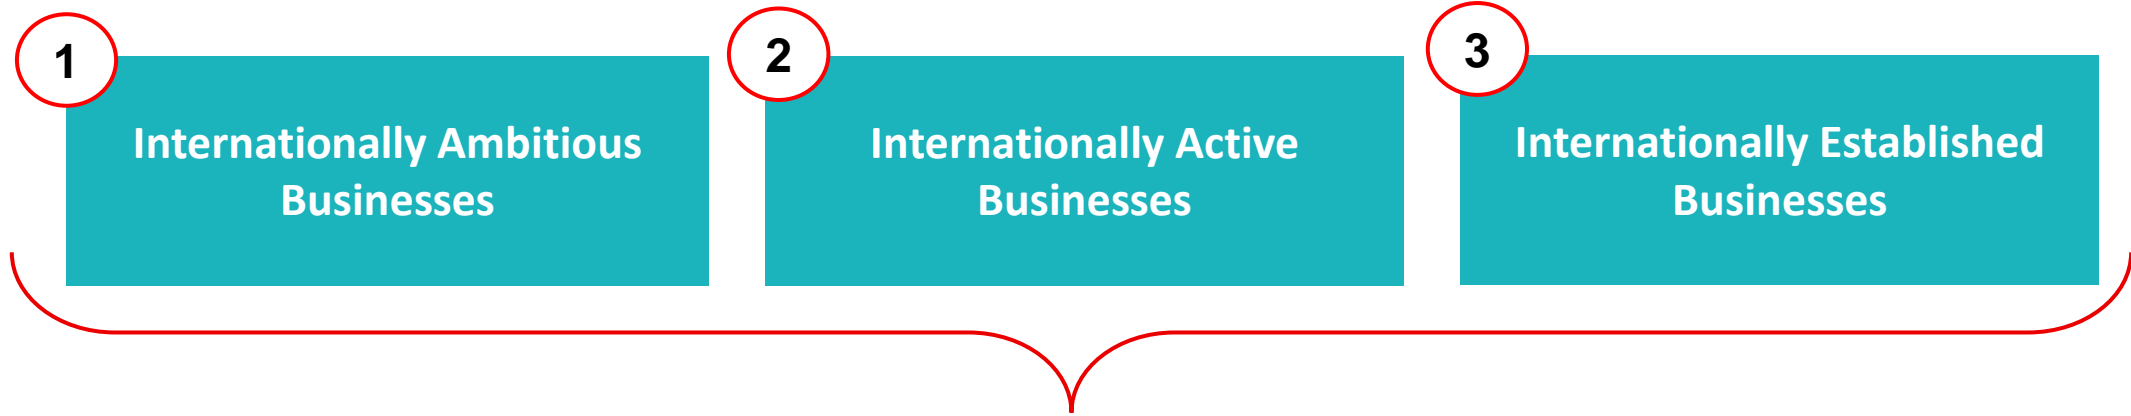 1
Internationally Ambitious
Businesses
2
Internationally Active
Businesses
3
Internationally Established
Businesses